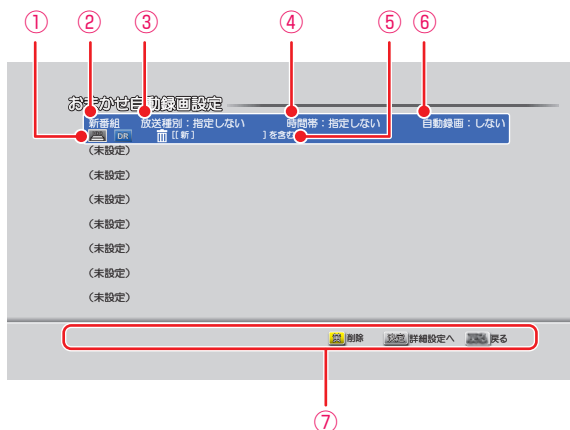 ① ② ③ ④ ⑤ ⑥
おまかせ自動録画設定
新番組 放送種別：指定しない 時間帯：指定しない 自動録画：しない
DR [[新] ]を含む
(未設定)
(未設定)
(未設定)
(未設定)
(未設定)
(未設定)
(未設定)
黄 削除 決定 詳細設定へ 戻る
⑦